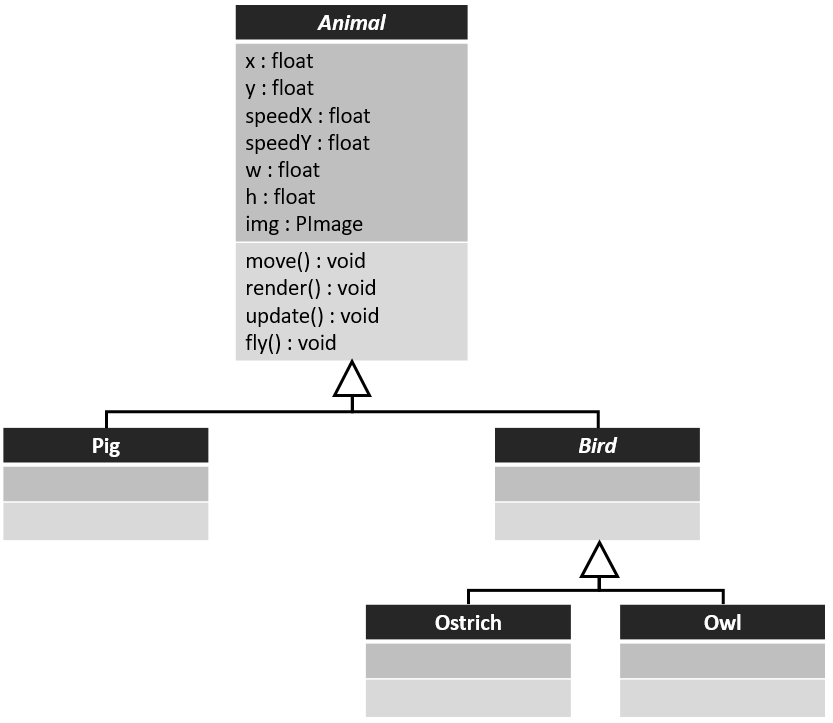 Animal
x : float
y : float
speedX : float
speedY : float
w : float
h : float
img : PImage
move() : void
render() : void
update() : void
fly() : void
Pig
Bird
Ostrich
Owl